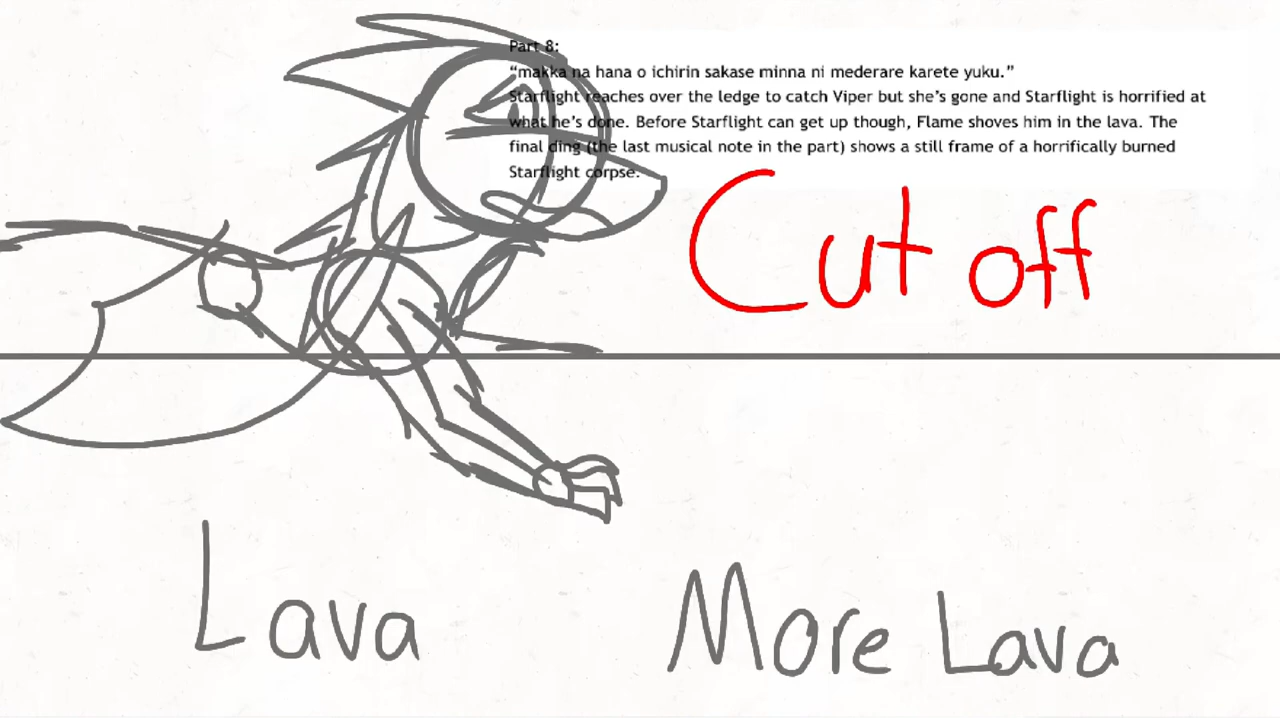 Part 8:
“makka na hana o ichirin sakase minna ni mederare karete yuku.”
Starflight reaches over the ledge to catch Viper but she’s gone and Starflight is horrified at
what he’s done. Before Starflight can get up though, Flame shoves him in the lava. The
final ding (the last musical note in the part) shows a still frame of a horrifically burned
Starflight corpse.
Cut off
Lava
More Lava